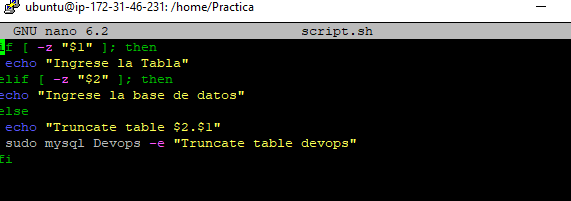 ubuntu@ip-172-31-46-231: /home/Practica
GNU nano 6.2 script.sh
if [ -z "$1" ]; then
echo "Ingrese la Tabla"
elif [ -z "$2" ]; then
echo "Ingrese la base de datos"
else
echo "Truncate table $2.$1"
sudo mysql Devops -e "Truncate table devops"
fi